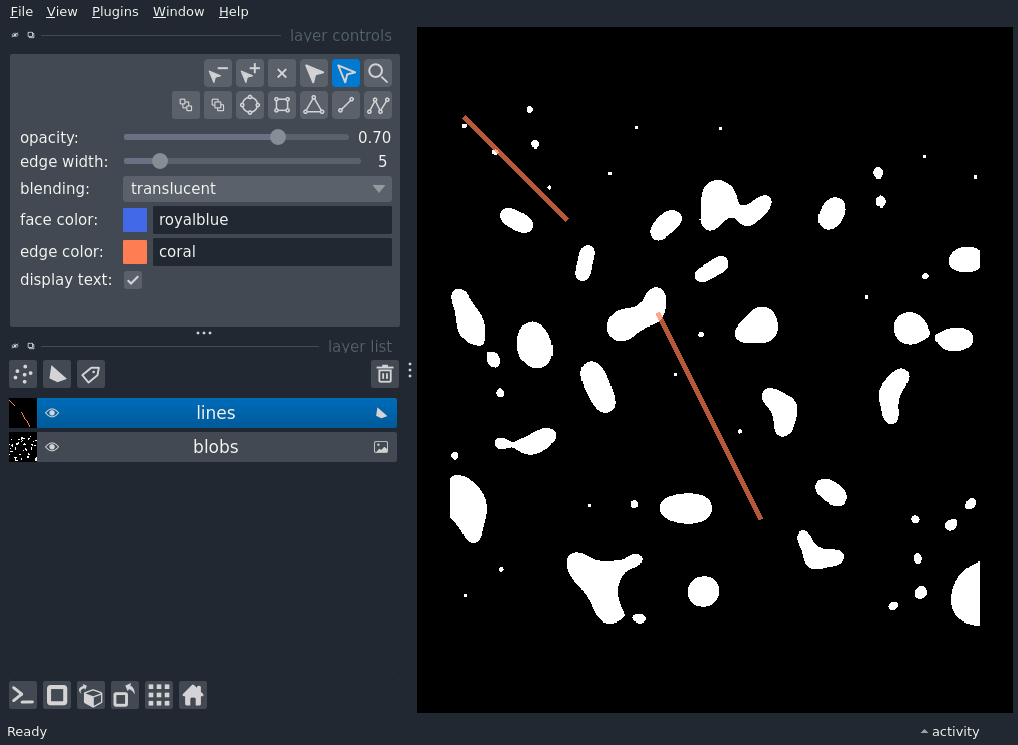 File View Plugins Window Help
layer controls
opacity: 0.70
edge width: 5
blending: translucent
face color: royalblue
edge color: coral
display text:
layer list
lines
blobs
Ready activity